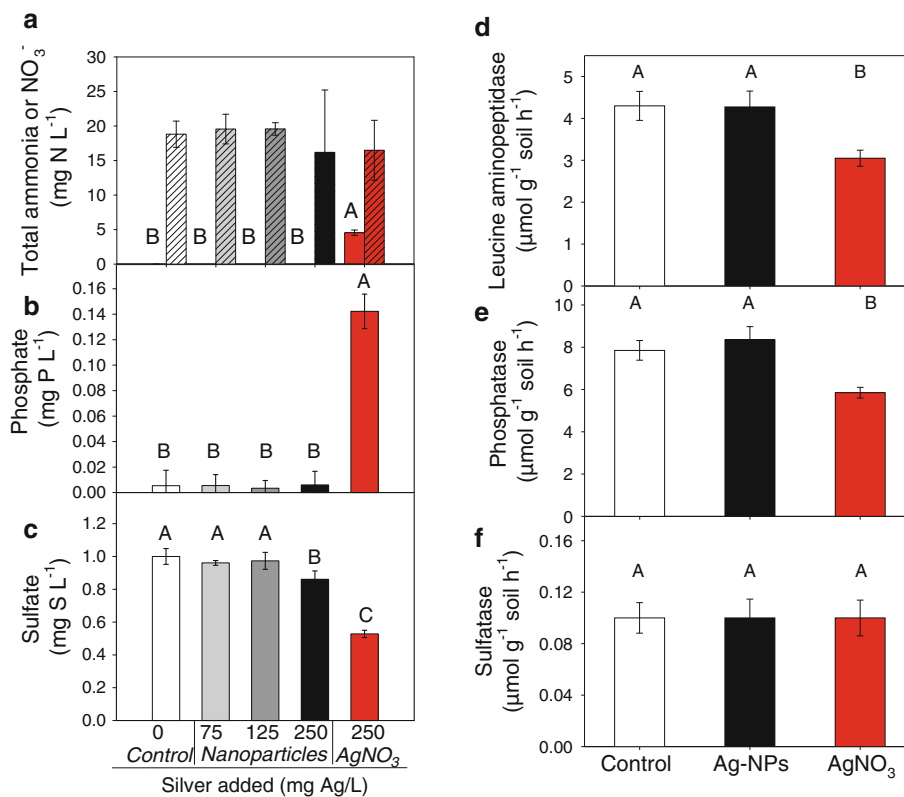 a
Total ammonia or NO₃⁻
(mg N L⁻¹)
30
25
20
15
10
5
0
B B B B A
b
Phosphate
(mg P L⁻¹)
0.16
0.14
0.12
0.10
0.08
0.06
0.04
0.02
0.00
B B B B A
c
Sulfate
(mg S L⁻¹)
1.2
1.0
0.8
0.6
0.4
0.2
0.0
A A A B C
0 75 125 250 250
Control Nanoparticles AgNO₃
Silver added (mg Ag/L)
d
Leucine aminopeptidase
(µmol g⁻¹ soil h⁻¹)
5
4
3
2
1
0
A A B
e
Phosphatase
(µmol g⁻¹ soil h⁻¹)
10
8
6
4
2
0
A A B
f
Sulfatase
(µmol g⁻¹ soil h⁻¹)
0.16
0.12
0.08
0.04
0.00
A A A
Control Ag-NPs AgNO₃